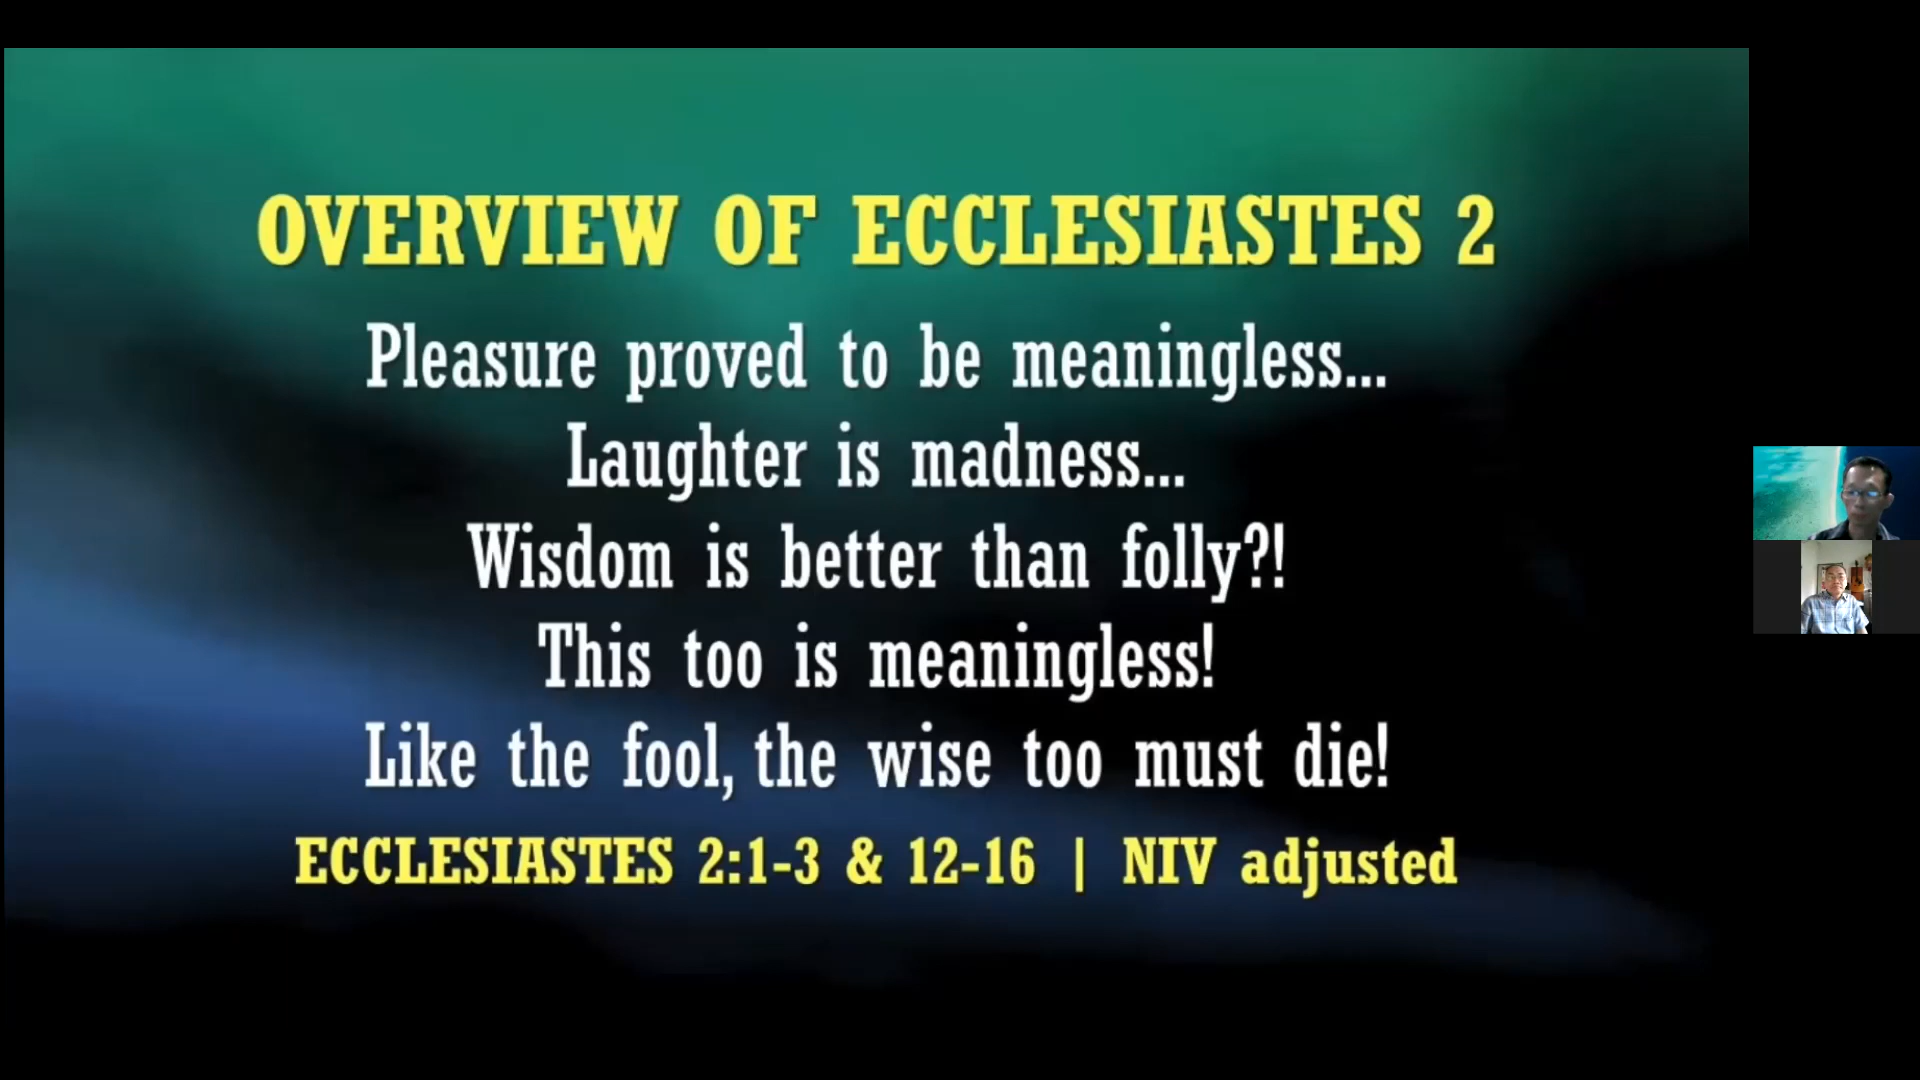 OVERVIEW OF ECCLESIASTES 2
Pleasure proved to be meaningless...
Laughter is madness...
Wisdom is better than folly?!
This too is meaningless!
Like the fool, the wise too must die!
ECCLESIASTES 2:1-3 & 12-16 | NIV adjusted